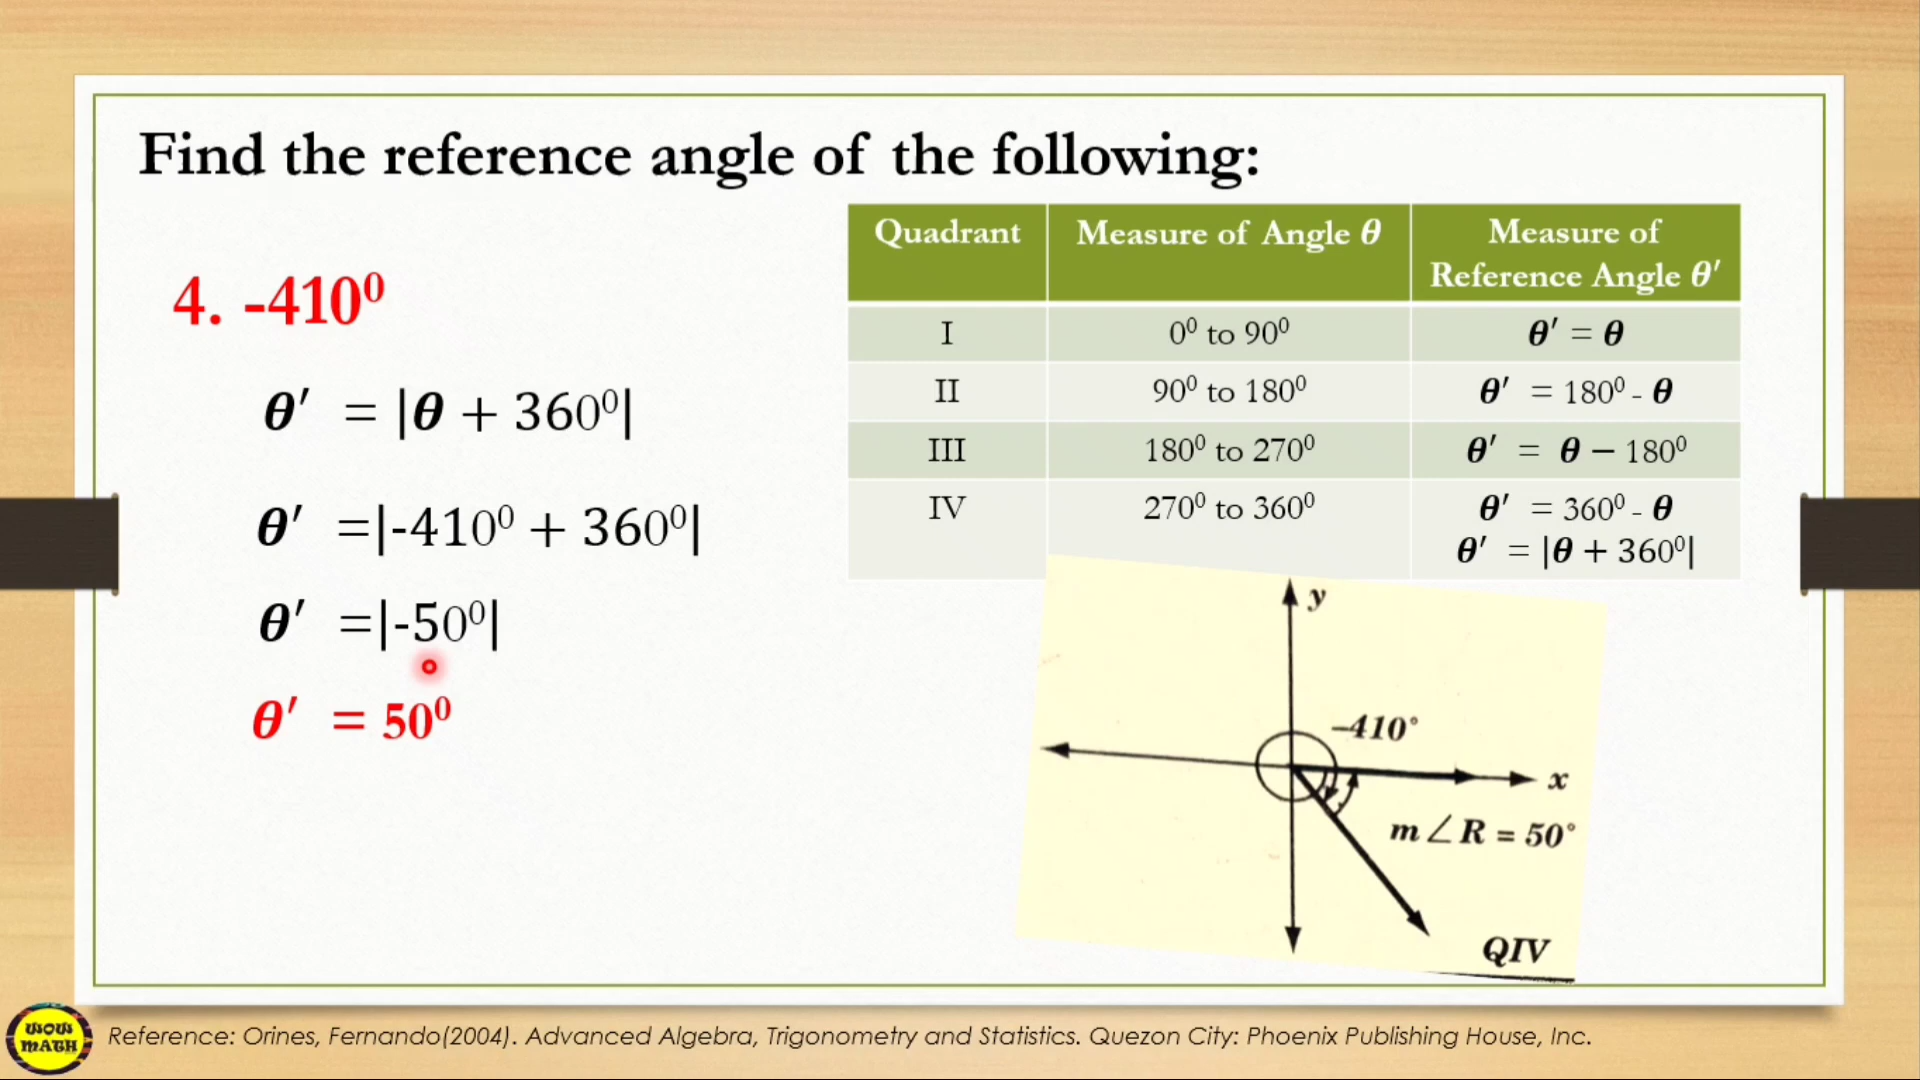 Find the reference angle of the following:
4. -410⁰
θ′ = |θ + 360⁰|
θ′ =|-410⁰ + 360⁰|
θ′ =|-50⁰|
θ′ = 50⁰
Quadrant Measure of Angle θ Measure of Reference Angle θ′
I 0⁰ to 90⁰ θ′ = θ
II 90⁰ to 180⁰ θ′ = 180⁰ - θ
III 180⁰ to 270⁰ θ′ = θ − 180⁰
IV 270⁰ to 360⁰ θ′ = 360⁰ - θ
θ′ = |θ + 360⁰|
y
-410°
x
m∠R = 50°
QIV
WOW
MATH
Reference: Orines, Fernando(2004). Advanced Algebra, Trigonometry and Statistics. Quezon City: Phoenix Publishing House, Inc.